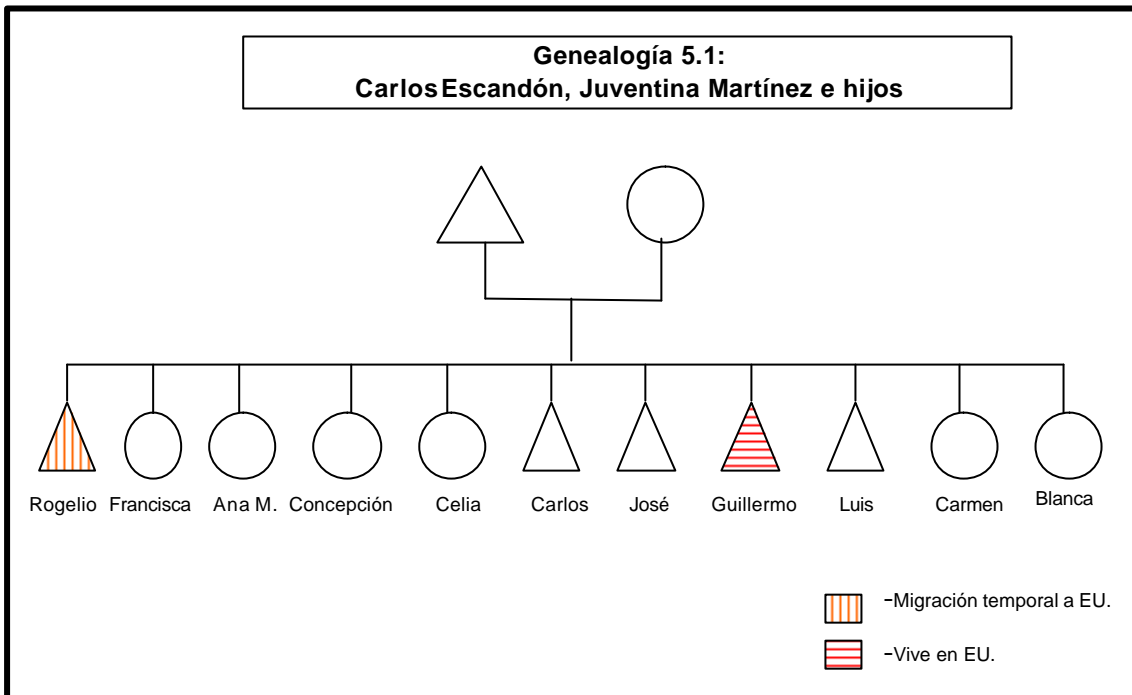 Genealogía 5.1:
Carlos Escandón, Juventina Martínez e hijos
Rogelio Francisca Ana M. Concepción Celia Carlos José Guillermo Luis Carmen Blanca
-Migración temporal a EU.
-Vive en EU.